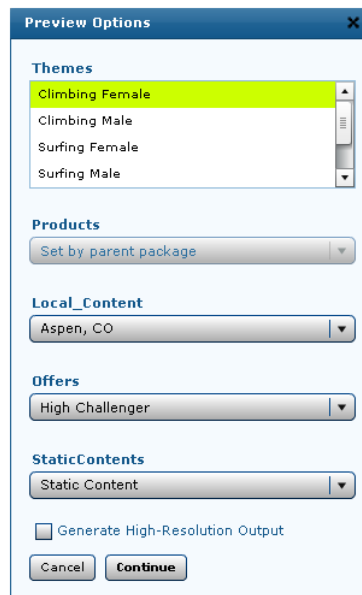 Preview Options
Themes
Climbing Female
Climbing Male
Surfing Female
Surfing Male
Products
Set by parent package
Local_Content
Aspen, CO
Offers
High Challenger
StaticContents
Static Content
Generate High-Resolution Output
Cancel Continue